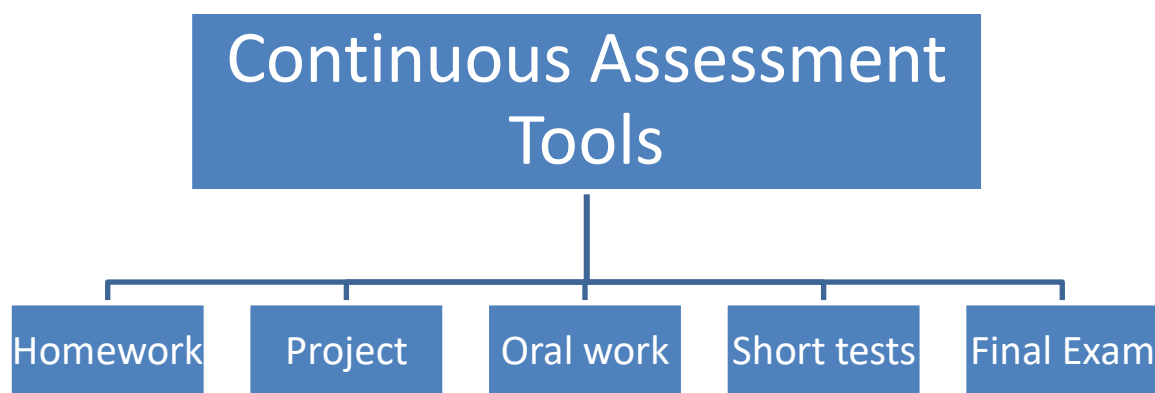 Continuous Assessment
Tools
Homework
Project
Oral work
Short tests
Final Exam